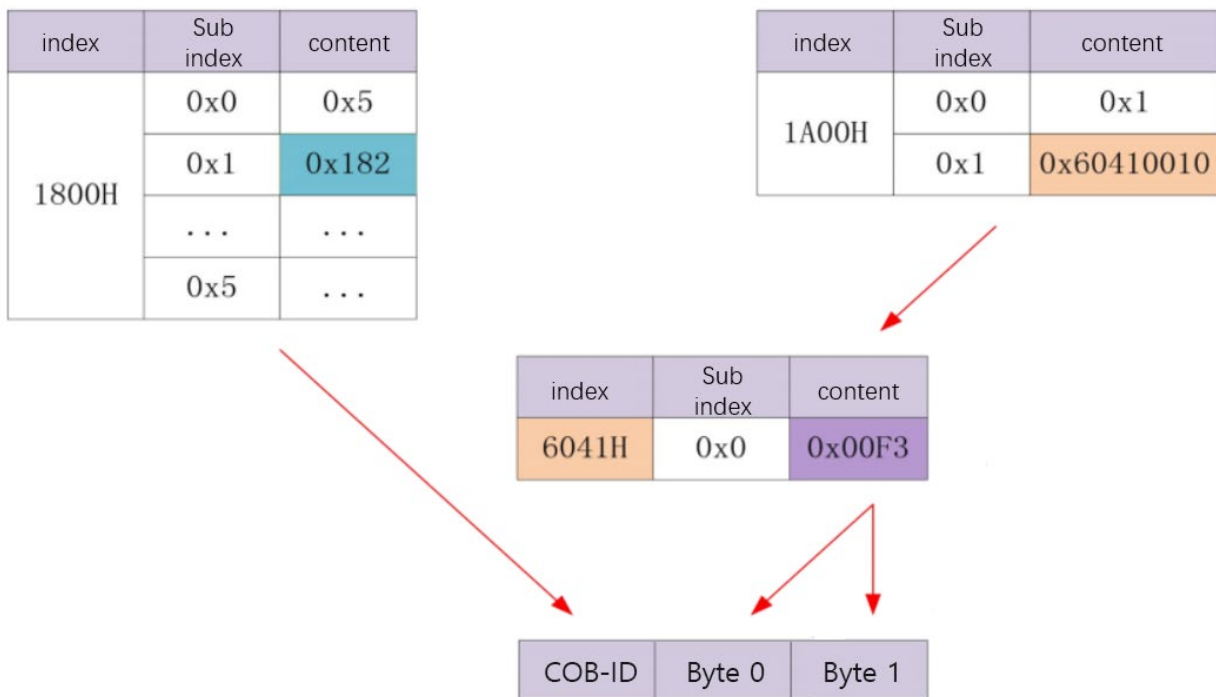 index Sub index content
1800H
0x0 0x5
0x1 0x182
... ...
0x5 ...
index Sub index content
1A00H
0x0 0x1
0x1 0x60410010
index Sub index content
6041H 0x0 0x00F3
COB-ID Byte 0 Byte 1